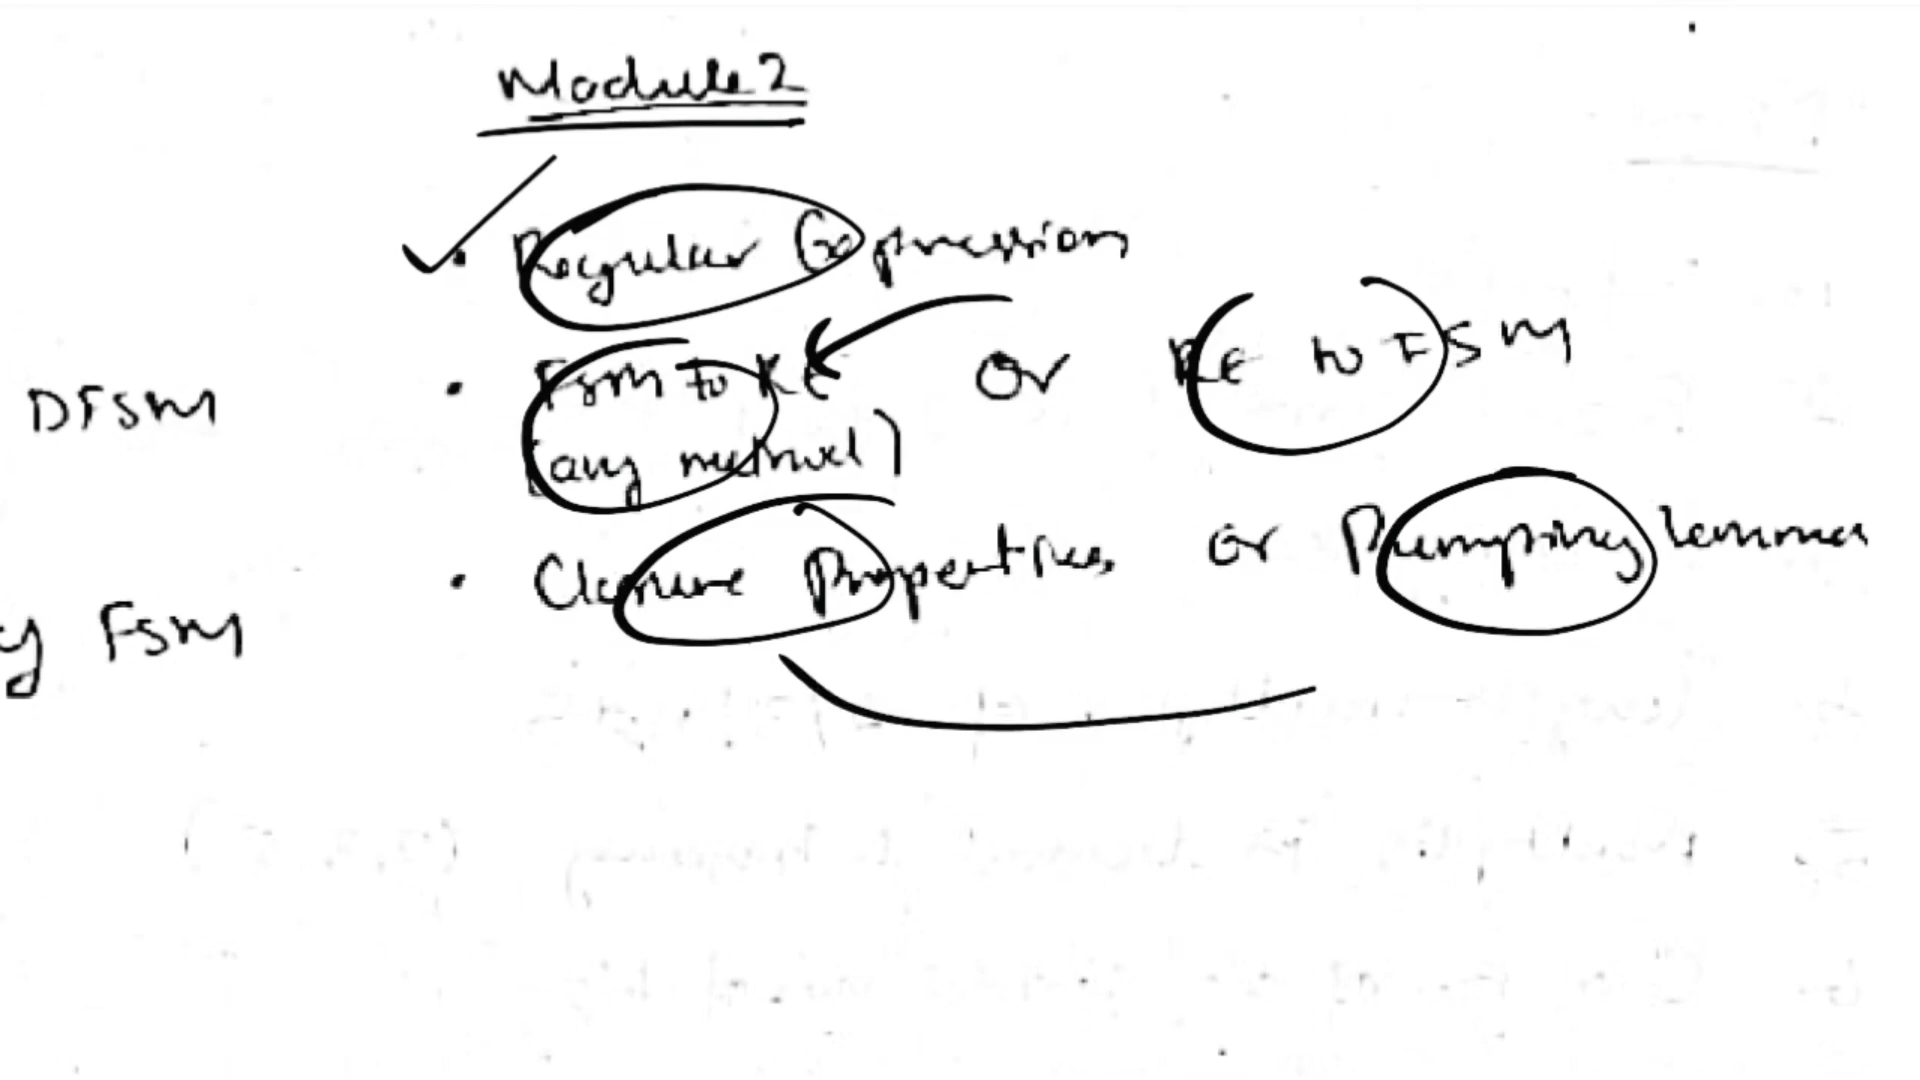 Module 2
• Regular Expressions
• Fsm to RE or RE to FSM
(any method)
• Closure Properties or Pumping lemma
DFSM
y FSM